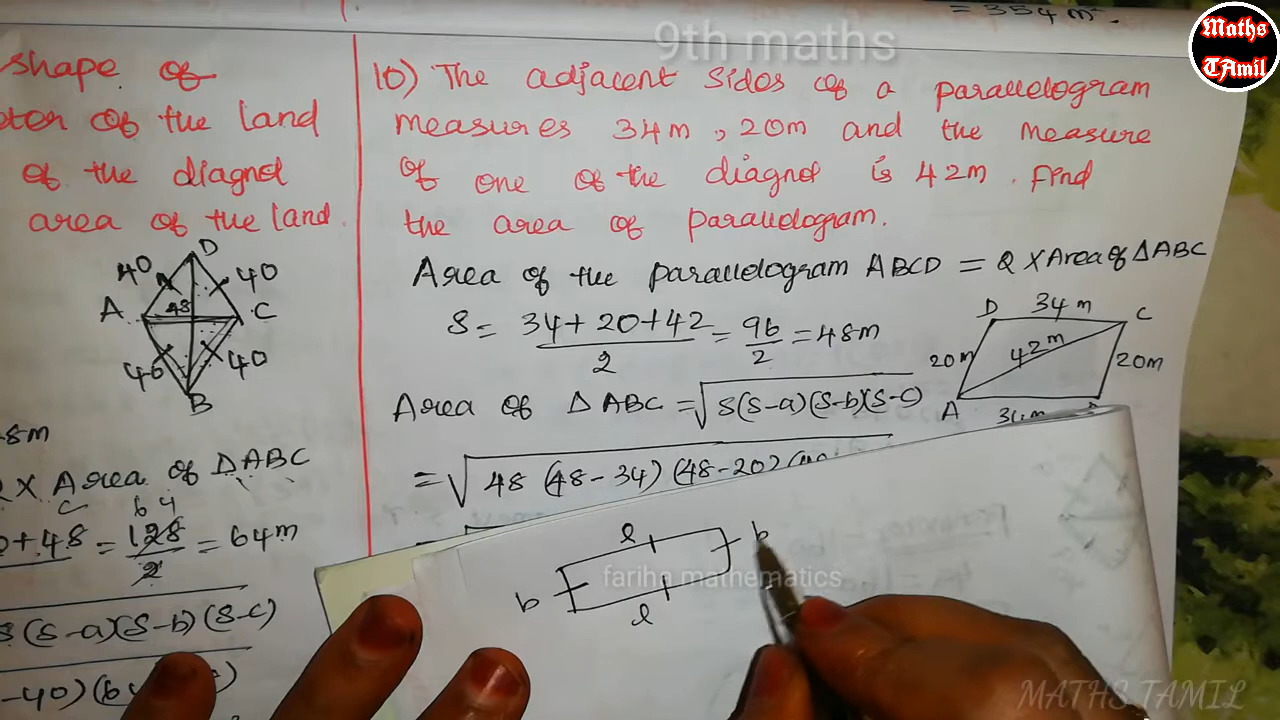 = 354 m².
9th maths
Maths
TAmil
shape of
of the land
of the diagnol
area of the land.
D
40
40
A
48
C
40
40
B
8m
X Area of ΔABC
64
+ 48 = 128 = 64m
2
s(s-a)(s-b)(s-c)
-40)
10) The adjacent Sides of a parallelogram
measures 34m, 20m and the measure
of one of the diagnol is 42m. Find
the area of parallelogram.
Area of the parallelogram ABCD = 2 X Area of ΔABC
S = 34+20+42 = 96 = 48m
2 2
D 34 m C
20m 42m 20m
A
34m
Area of ΔABC = √S(S-a)(S-b)(S-c)
= √48 (48-34) (48-20)
l
b
b
l
fariha mathematics
MATHS TAMIL